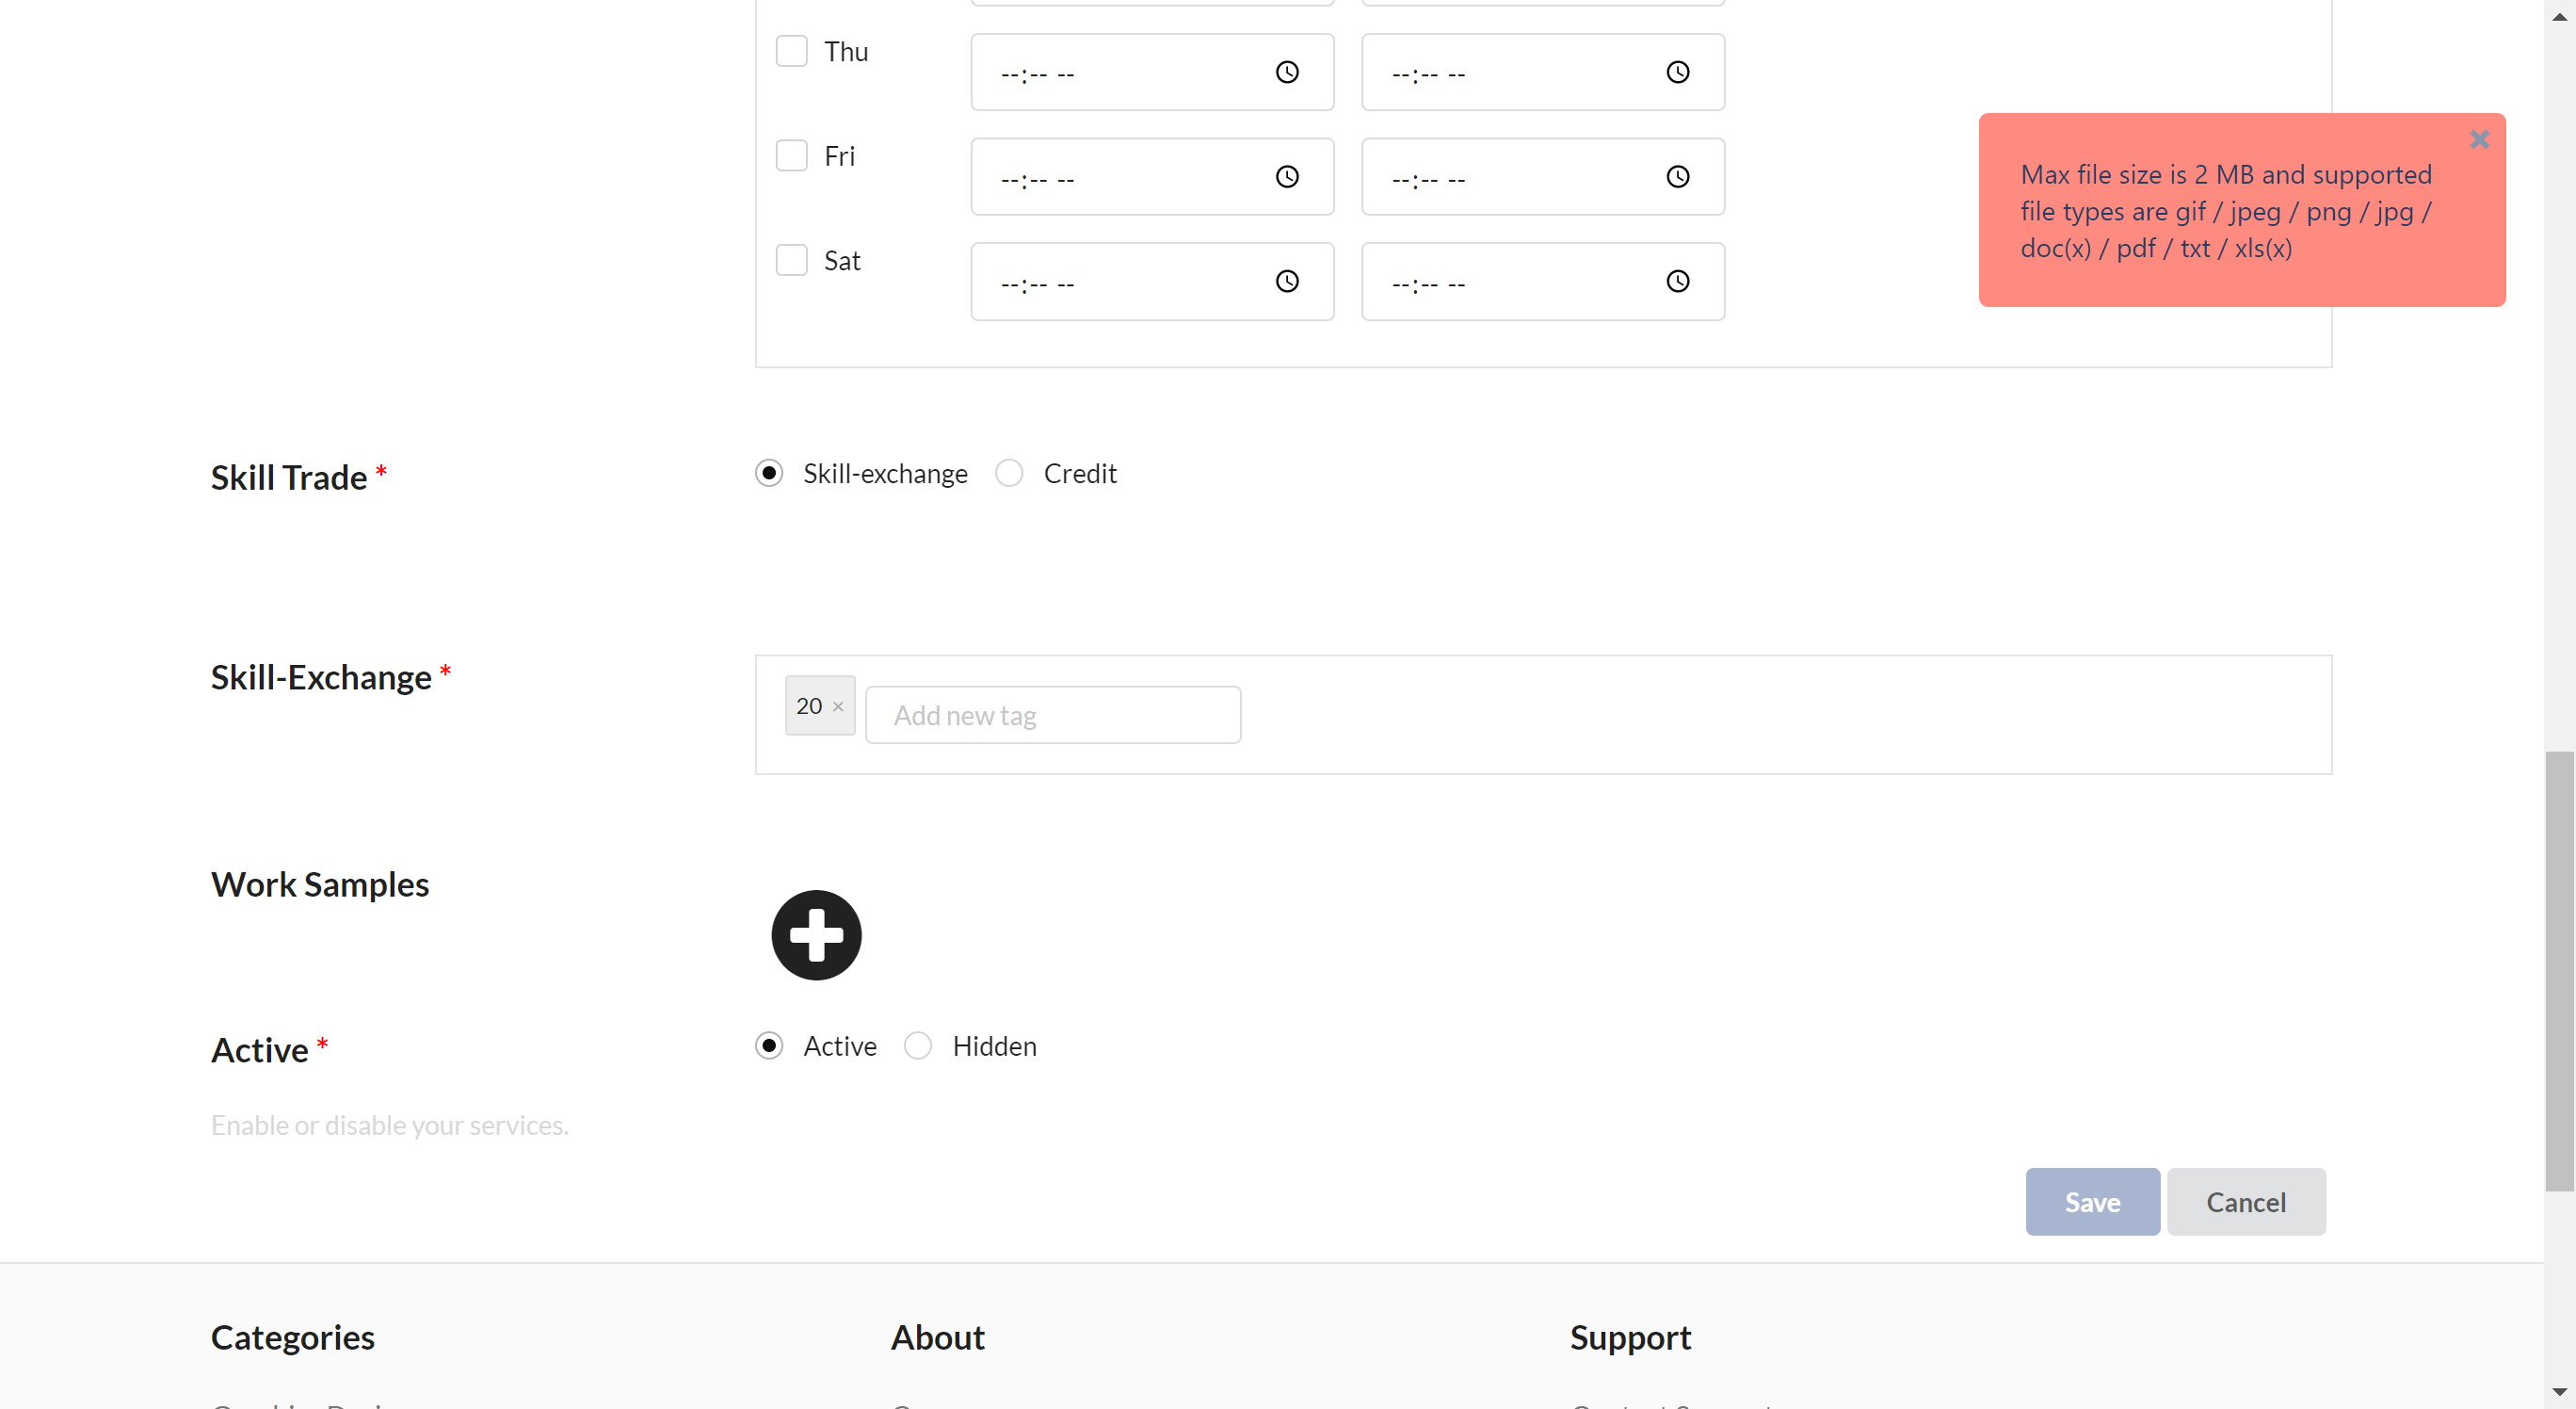 Thu --:-- -- --:-- --
Fri --:-- -- --:-- --
Sat --:-- -- --:-- --
Max file size is 2 MB and supported
file types are gif / jpeg / png / jpg /
doc(x) / pdf / txt / xls(x)
Skill Trade * Skill-exchange Credit
Skill-Exchange * 20 × Add new tag
Work Samples
Active * Active Hidden
Enable or disable your services.
Save Cancel
Categories About Support